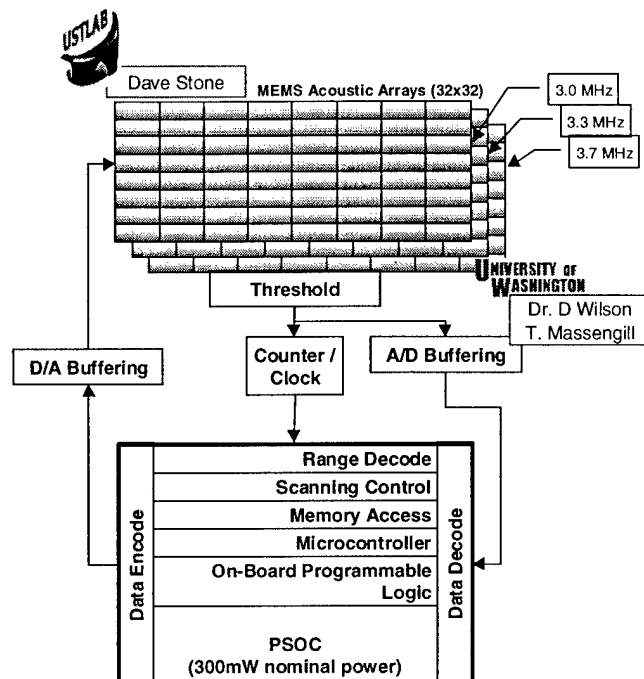 USTLAB
Dave Stone
MEMS Acoustic Arrays (32x32)
3.0 MHz
3.3 MHz
3.7 MHz
UNIVERSITY OF
WASHINGTON
Threshold
Dr. D Wilson
T. Massengill
D/A Buffering
Counter /
Clock
A/D Buffering
Data Encode
Range Decode
Scanning Control
Memory Access
Microcontroller
On-Board Programmable
Logic
Data Decode
PSOC
(300mW nominal power)